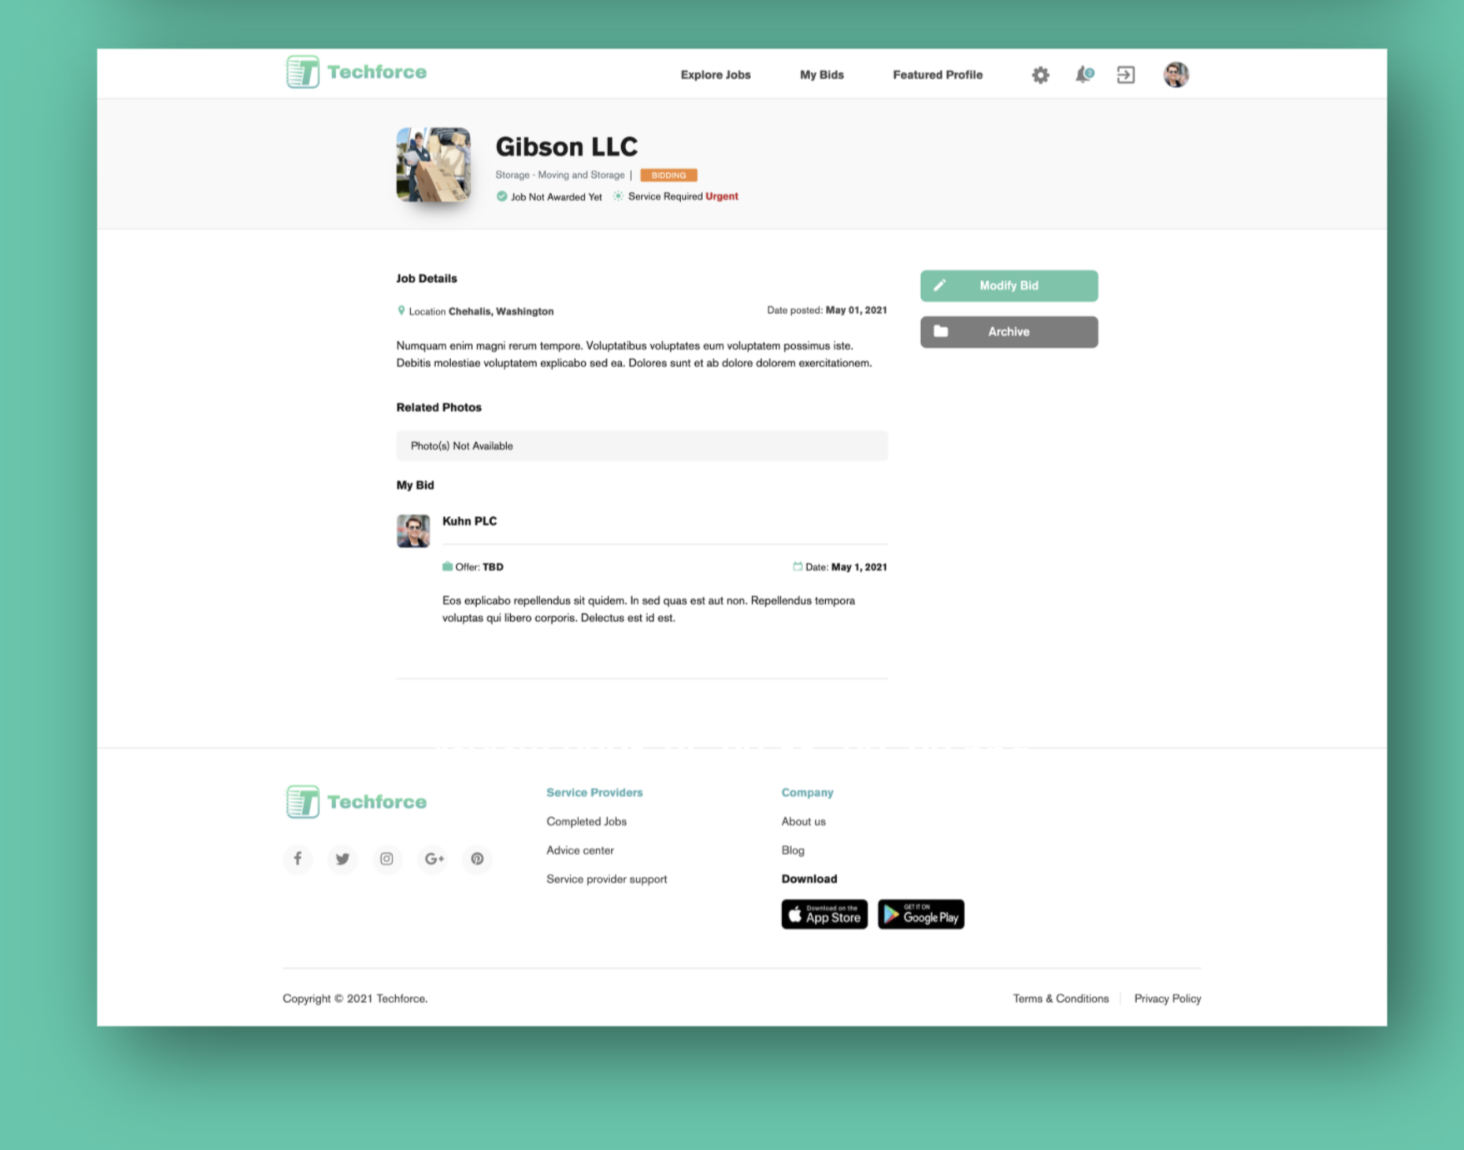 Techforce
Explore Jobs
My Bids
Featured Profile
Gibson LLC
Storage - Moving and Storage |
BIDDING
Job Not Awarded Yet
Service Required Urgent
Job Details
Location Chehalis, Washington
Date posted: May 01, 2021
Modify Bid
Archive
Numquam enim magni rerum tempore. Voluptatibus voluptates eum voluptatem possimus iste.
Debitis molestiae voluptatem explicabo sed ea. Dolores sunt et ab dolore dolorem exercitationem.
Related Photos
Photo(s) Not Available
My Bid
Kuhn PLC
Offer: TBD
Date: May 1, 2021
Eos explicabo repellendus sit quidem. In sed quas est aut non. Repellendus tempora
voluptas qui libero corporis. Delectus est id est.
Techforce
Service Providers
Completed Jobs
Advice center
Service provider support
Company
About us
Blog
Download
Download on the
App Store
GET IT ON
Google Play
Copyright © 2021 Techforce.
Terms & Conditions
Privacy Policy